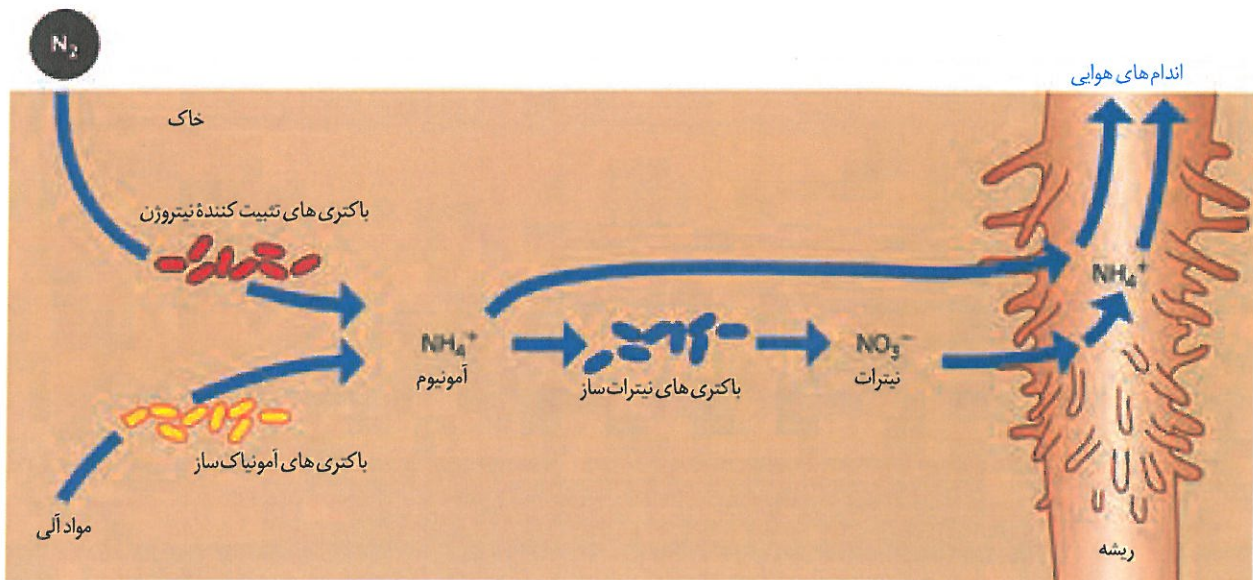 N₂
اندام های هوایی
خاک
باکتری های تثبیت کنندهٔ نیتروژن
NH₄⁺
NH₄⁺
آمونیوم
باکتری های نیترات ساز
NO₃⁻
نیترات
باکتری های آمونیاک ساز
مواد آلی
ریشه